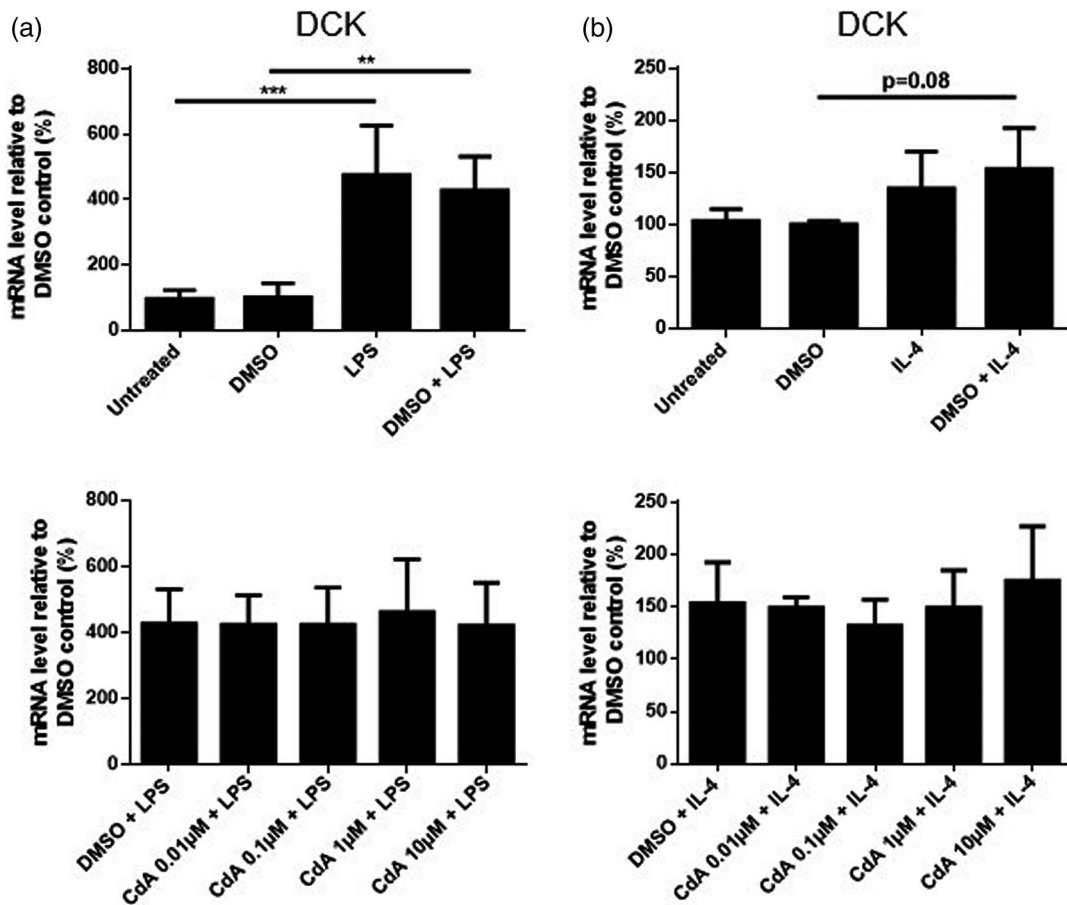 (a)
DCK
mRNA level relative to
DMSO control (%)
800
600
400
200
0
**
***
Untreated
DMSO
LPS
DMSO + LPS
(b)
DCK
mRNA level relative to
DMSO control (%)
250
200
150
100
50
0
p=0.08
Untreated
DMSO
IL-4
DMSO + IL-4
mRNA level relative to
DMSO control (%)
800
600
400
200
0
DMSO + LPS
CdA 0.01µM + LPS
CdA 0.1µM + LPS
CdA 1µM + LPS
CdA 10µM + LPS
mRNA level relative to
DMSO control (%)
250
200
150
100
50
0
DMSO + IL-4
CdA 0.01µM + IL-4
CdA 0.1µM + IL-4
CdA 1µM + IL-4
CdA 10µM + IL-4